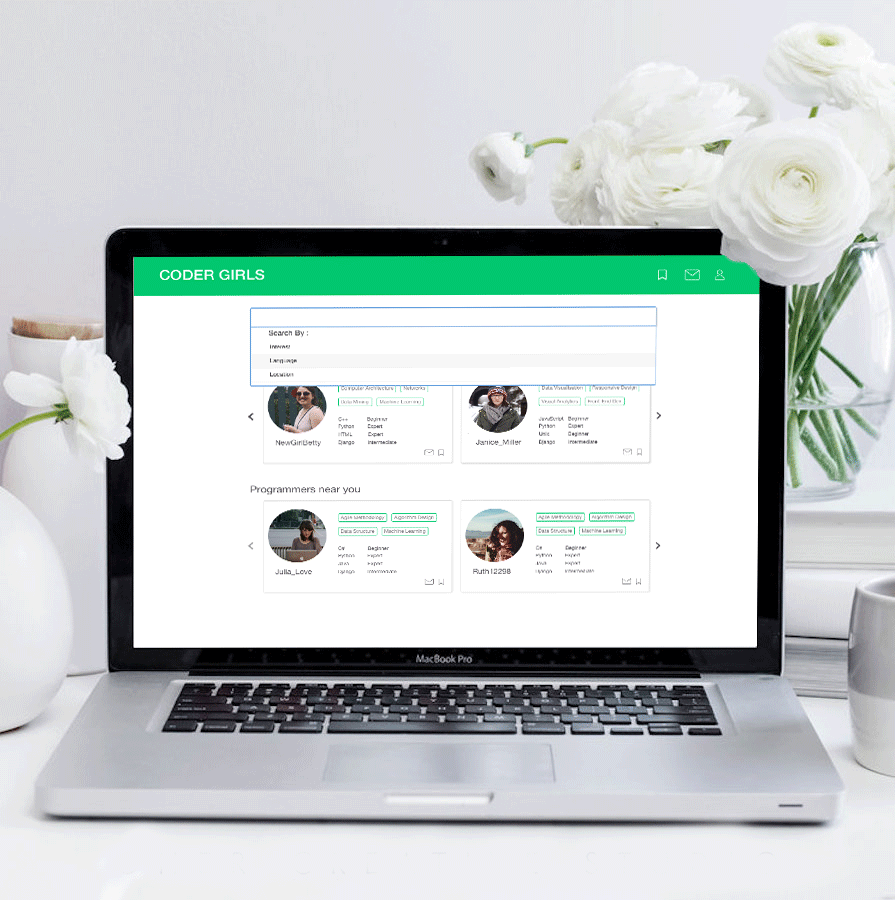 CODER GIRLS
Search By :
Interest
Language
Location
Computer Architecture Networks
Data Mining Machine Learning
C++ Beginner
Python Expert
HTML Expert
Django Intermediate
NewGirlBetty
Data Visualisation Responsive Design
Visual Analytics Front-End Dev
JavaScript Beginner
Python Expert
Unix Beginner
Django Intermediate
Janice_Miller
Programmers near you
Agile Methodology Algorithm Design
Data Structure Machine Learning
C# Beginner
Python Expert
Java Expert
Django Intermediate
Julia_Love
Agile Methodology Algorithm Design
Data Structure Machine Learning
C# Beginner
Python Expert
Java Expert
Django Intermediate
Ruth12298
MacBook Pro